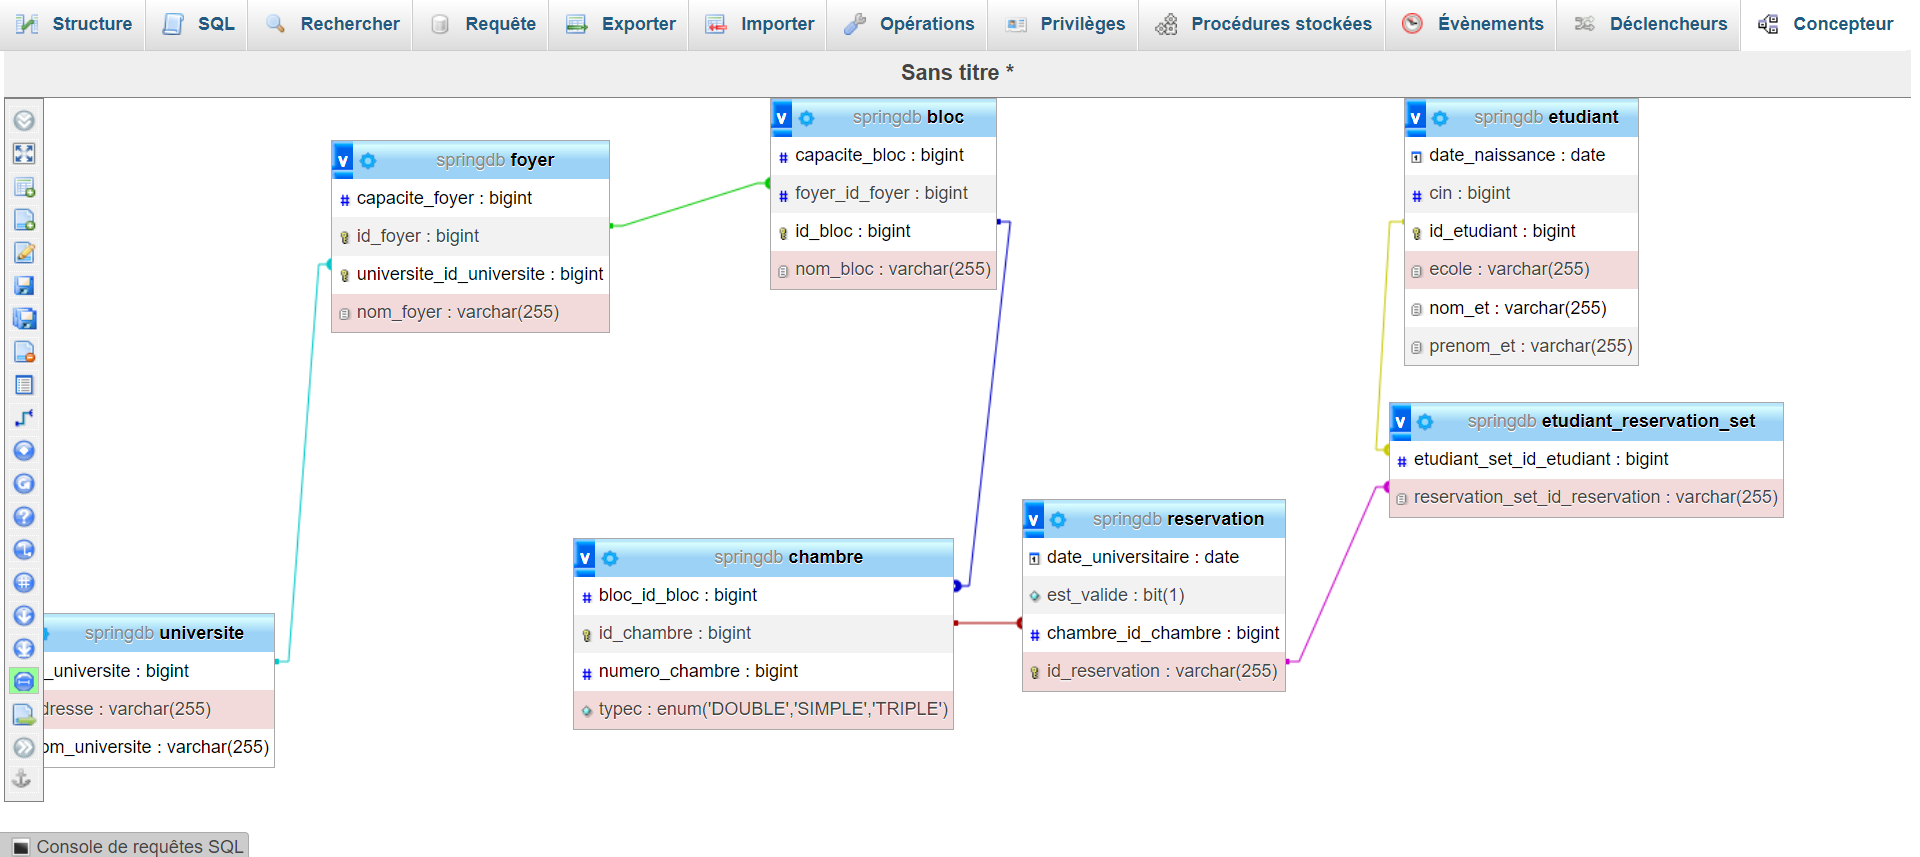 Structure SQL Rechercher Requête Exporter Importer Opérations Privilèges Procédures stockées Évènements Déclencheurs Concepteur
Sans titre *
v springdb foyer
# capacite_foyer : bigint
id_foyer : bigint
universite_id_universite : bigint
nom_foyer : varchar(255)
v springdb bloc
# capacite_bloc : bigint
# foyer_id_foyer : bigint
id_bloc : bigint
nom_bloc : varchar(255)
v springdb etudiant
date_naissance : date
# cin : bigint
id_etudiant : bigint
ecole : varchar(255)
nom_et : varchar(255)
prenom_et : varchar(255)
v springdb etudiant_reservation_set
# etudiant_set_id_etudiant : bigint
reservation_set_id_reservation : varchar(255)
v springdb reservation
date_universitaire : date
est_valide : bit(1)
# chambre_id_chambre : bigint
id_reservation : varchar(255)
v springdb chambre
# bloc_id_bloc : bigint
id_chambre : bigint
# numero_chambre : bigint
typec : enum('DOUBLE','SIMPLE','TRIPLE')
springdb universite
_universite : bigint
dresse : varchar(255)
om_universite : varchar(255)
Console de requêtes SQL